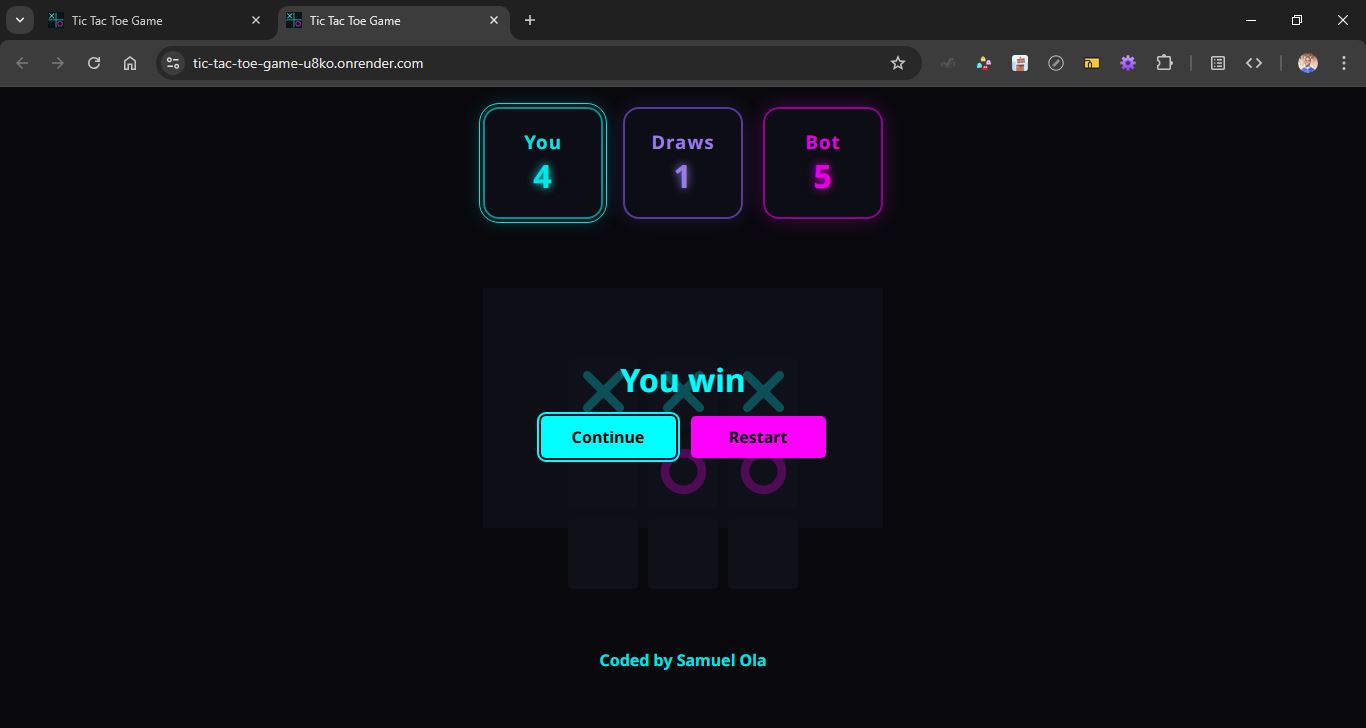 Tic Tac Toe Game
Tic Tac Toe Game
tic-tac-toe-game-u8ko.onrender.com
You Draws Bot
4 1 5
You win
Continue Restart
Coded by Samuel Ola